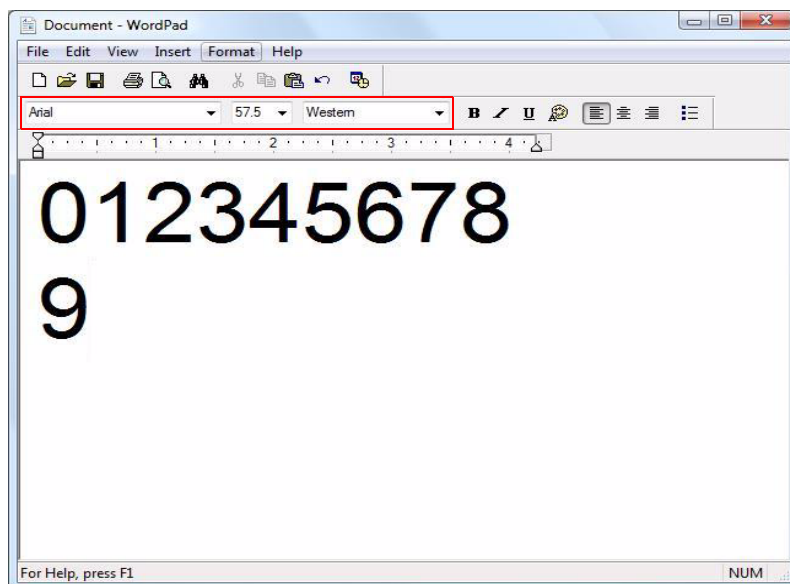 Document - WordPad
File Edit View Insert Format Help
Arial 57.5 Western B U
1 2 3 4
012345678
9
For Help, press F1 NUM